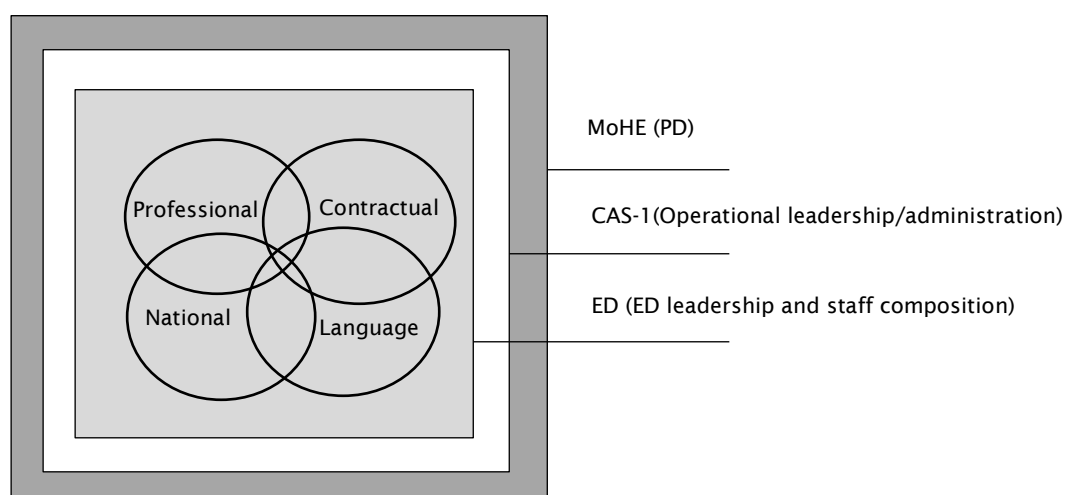 MoHE (PD)
Professional
Contractual
CAS-1(Operational leadership/administration)
ED (ED leadership and staff composition)
National
Language